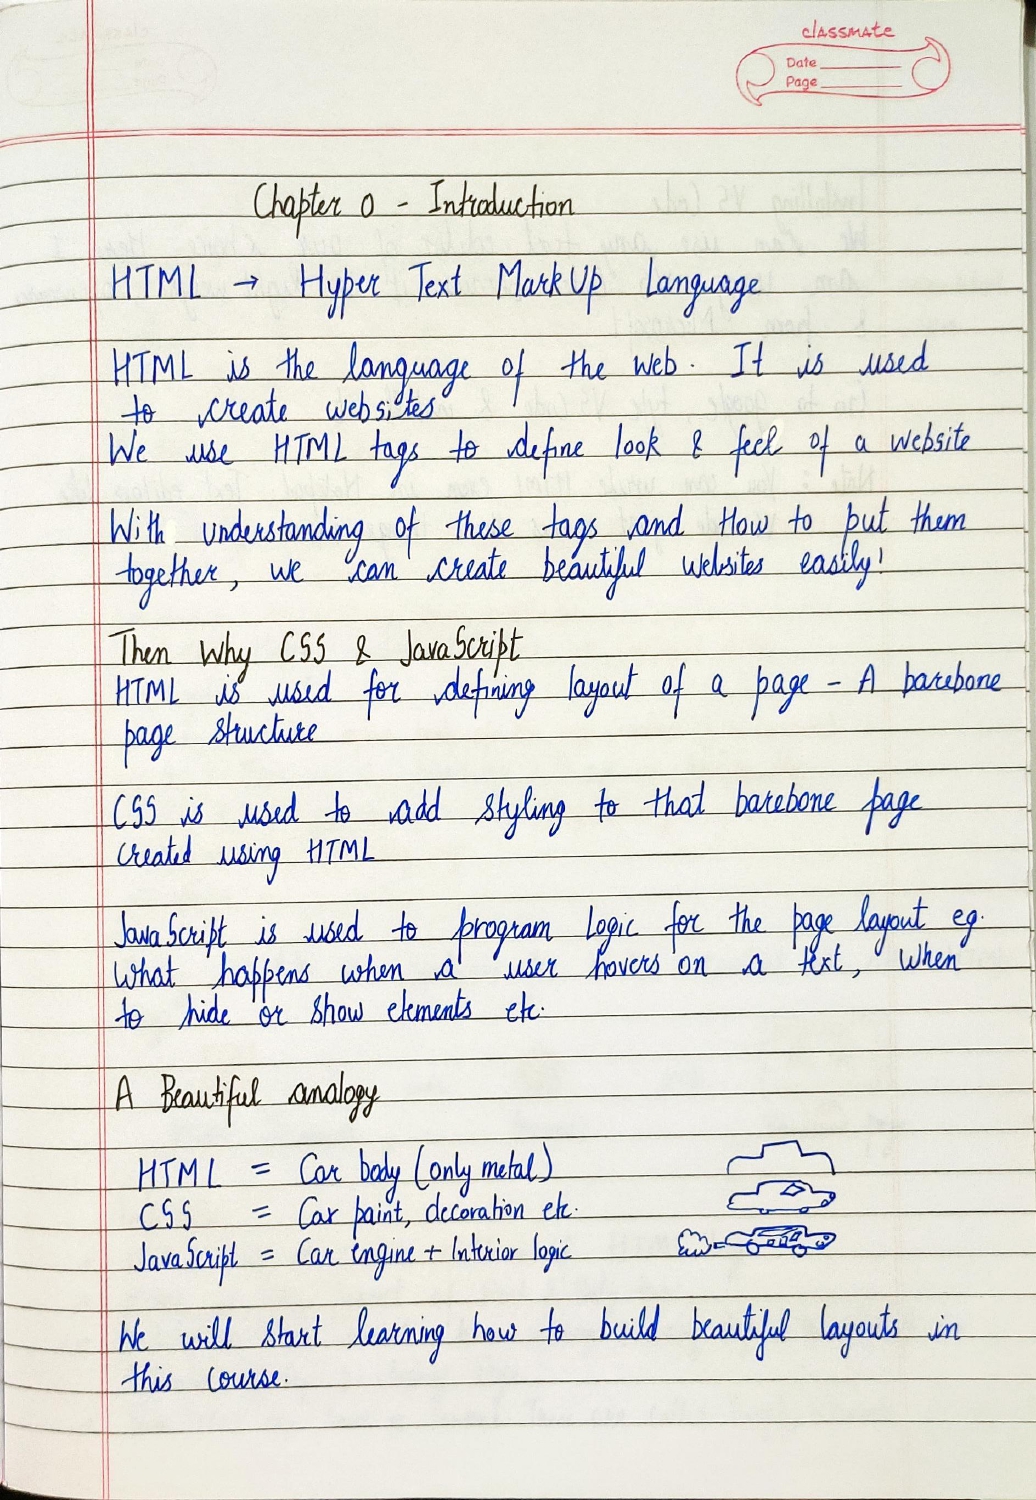 classmate
Date
Page
Chapter 0 - Introduction
HTML → Hyper Text MarkUp Language
HTML is the language of the web. It is used
to create websites
We use HTML tags to define look & feel of a website
With understanding of these tags and How to put them
together, we can create beautiful websites easily!
Then Why CSS & JavaScript
HTML is used for defining layout of a page - A barebone
page structure
CSS is used to add styling to that barebone page
created using HTML
JavaScript is used to program logic for the page layout eg.
What happens when a user hovers on a text, when
to hide or show elements etc.
A Beautiful analogy
HTML = Car body (only metal)
CSS = Car paint, decoration etc.
JavaScript = Car engine + Interior logic
We will start learning how to build beautiful layouts in
this course.